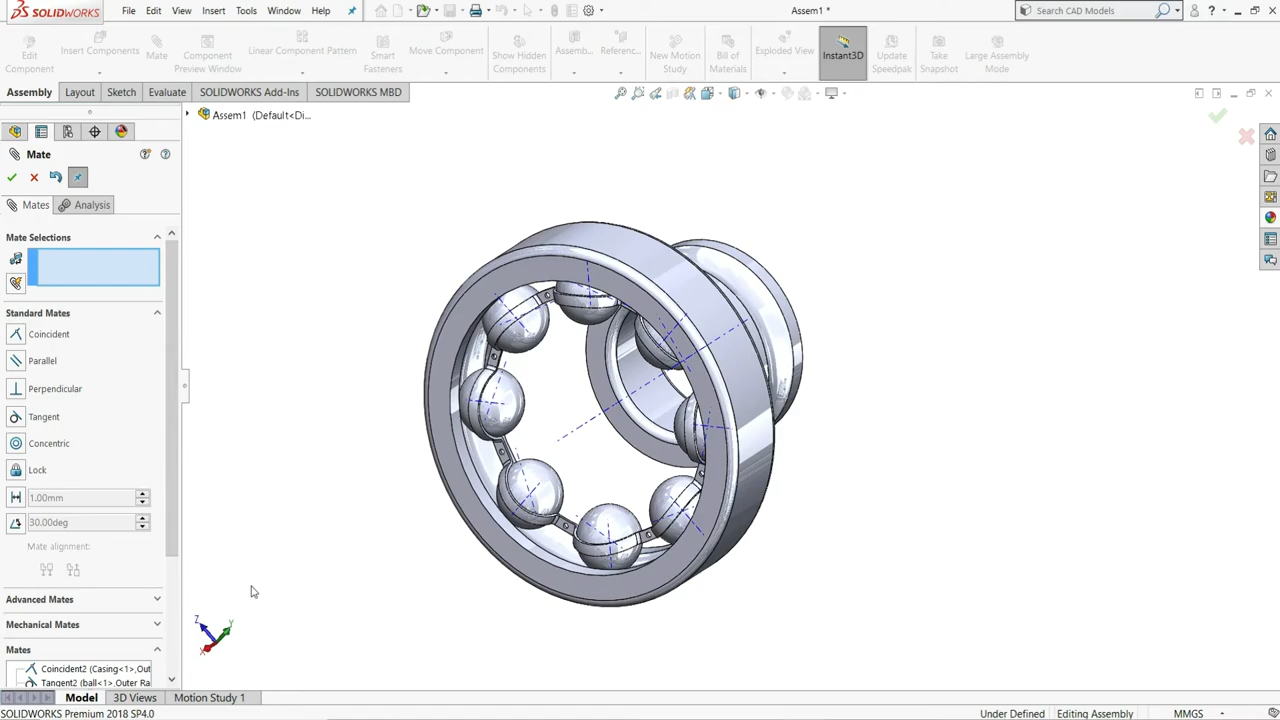 SOLIDWORKS File Edit View Insert Tools Window Help Assem1 * Search CAD Models
Edit Component Insert Components Mate Component Preview Window Linear Component Pattern Smart Fasteners Move Component Show Hidden Components Assemb... Referenc... New Motion Study Bill of Materials Exploded View Instant3D Update Speedpak Take Snapshot Large Assembly Mode
Assembly Layout Sketch Evaluate SOLIDWORKS Add-Ins SOLIDWORKS MBD
Assem1 (Default<Di...
Mate
Mates Analysis
Mate Selections
Standard Mates
Coincident
Parallel
Perpendicular
Tangent
Concentric
Lock
1.00mm
30.00deg
Mate alignment:
Advanced Mates
Mechanical Mates
Mates
Coincident2 (Casing<1>,Out
Tangent2 (ball<1>,Outer Ra
Z Y X
Model 3D Views Motion Study 1
SOLIDWORKS Premium 2018 SP4.0 Under Defined Editing Assembly MMGS